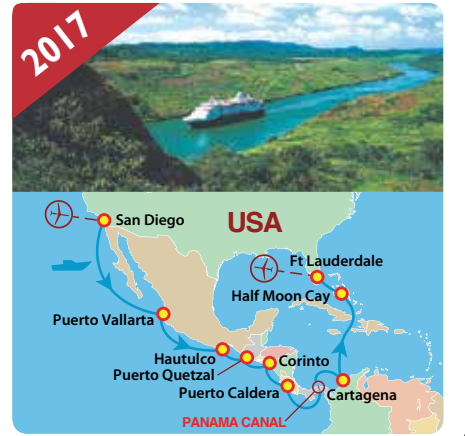 2017
San Diego
USA
Ft Lauderdale
Half Moon Cay
Puerto Vallarta
Hautulco
Puerto Quetzal
Corinto
Puerto Caldera
Cartagena
PANAMA CANAL